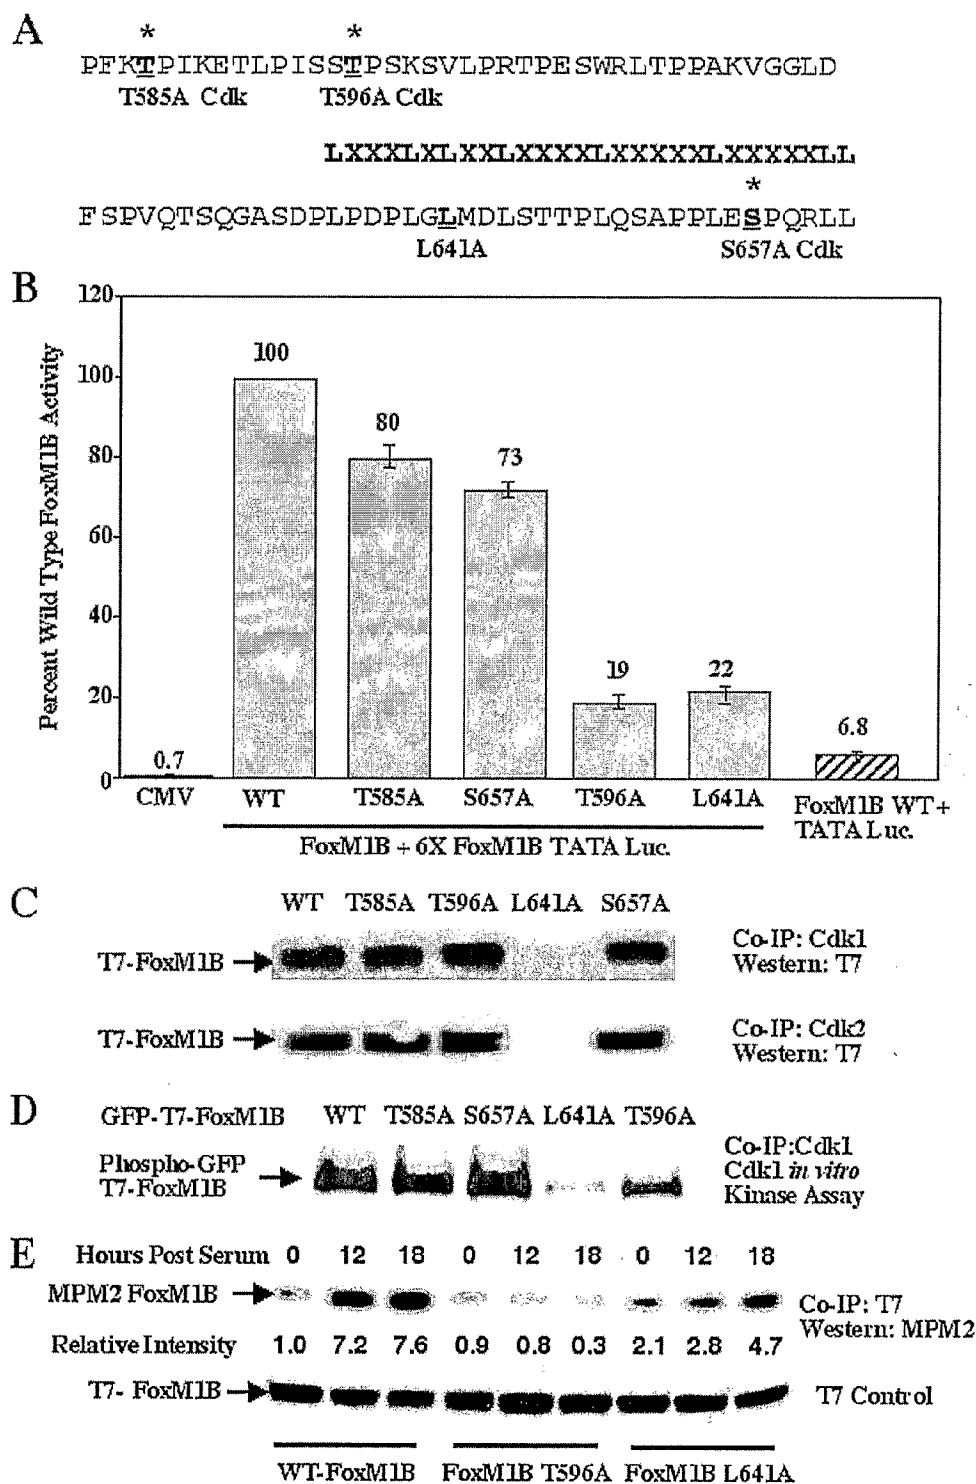 A
* *
PFKTPIKETLPISSTPSKSVLPRTPESWRLTPPAKVGGLD
T585A Cdk T596A Cdk
LXXXLXLXXLXXXXLXXXXXLXXXXXLL
*
FSPVQTSQGASDPLPDPLGLMDLSTTPLQSAPPLESPQRLL
L641A S657A Cdk
B
Percent Wild Type FoxM1B Activity
120
100
80
60
40
20
0
0.7
100
80
73
19
22
6.8
CMV WT T585A S657A T596A L641A FoxM1B WT+
TATA Luc.
FoxM1B + 6X FoxM1B TATA Luc.
C
WT T585A T596A L641A S657A
T7-FoxM1B
Co-IP: Cdk1
Western: T7
T7-FoxM1B
Co-IP: Cdk2
Western: T7
D
GFP-T7-FoxM1B WT T585A S657A L641A T596A
Phospho-GFP
T7-FoxM1B
Co-IP:Cdk1
Cdk1 in vitro
Kinase Assay
E
Hours Post Serum 0 12 18 0 12 18 0 12 18
MPM2 FoxM1B
Co-IP: T7
Western: MPM2
Relative Intensity 1.0 7.2 7.6 0.9 0.8 0.3 2.1 2.8 4.7
T7- FoxM1B
T7 Control
WT-FoxM1B FoxM1B T596A FoxM1B L641A